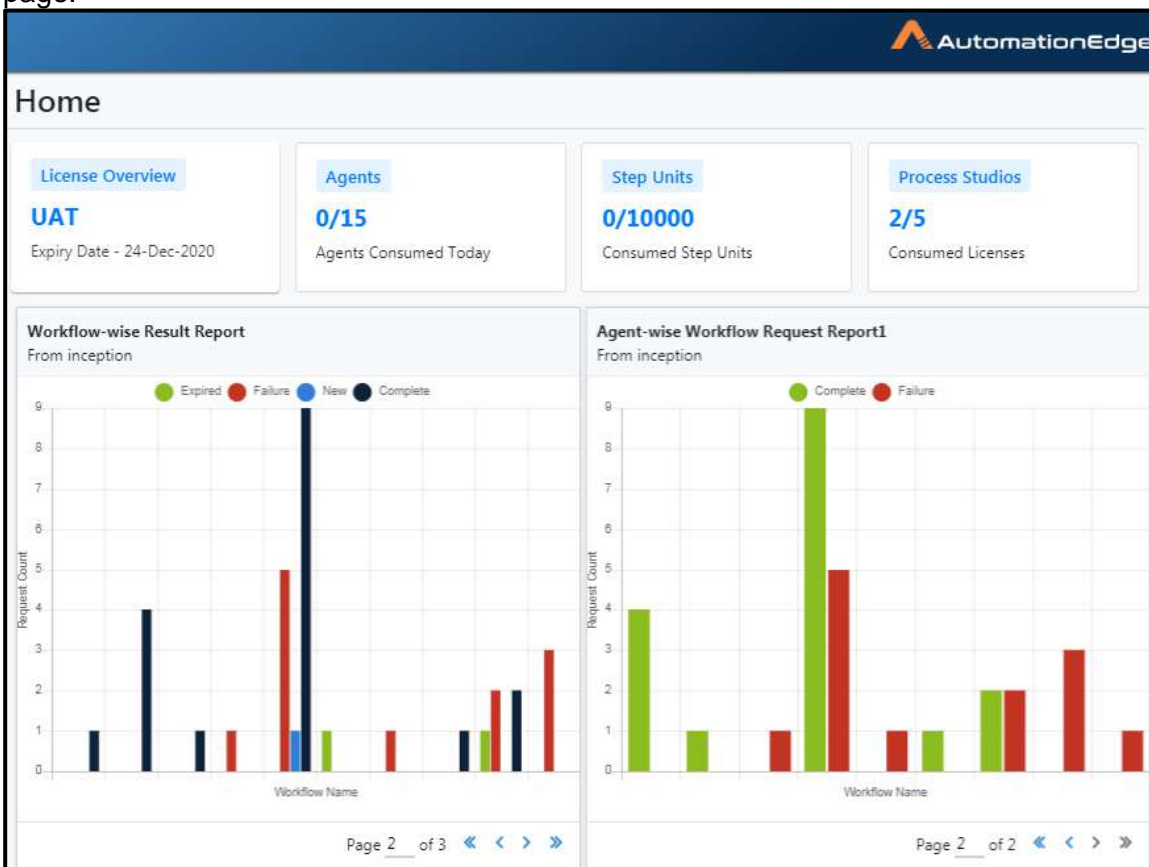 page.
AutomationEdge
Home
License Overview
UAT
Expiry Date - 24-Dec-2020
Agents
0/15
Agents Consumed Today
Step Units
0/10000
Consumed Step Units
Process Studios
2/5
Consumed Licenses
Workflow-wise Result Report
From inception
Expired Failure New Complete
9
8
7
6
5
4
3
2
1
0
Request Count
Workflow Name
Page 2 of 3 « < > »
Agent-wise Workflow Request Report1
From inception
Complete Failure
9
8
7
6
5
4
3
2
1
0
Request Count
Workflow Name
Page 2 of 2 « < > »